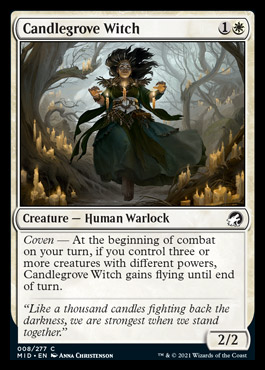 Candlegrove Witch 1
Creature — Human Warlock
Coven — At the beginning of combat
on your turn, if you control three or
more creatures with different powers,
Candlegrove Witch gains flying until end
of turn.
“Like a thousand candles fighting back the
darkness, we are strongest when we stand
together.”
2/2
008/277 C
MID • EN Anna Christenson
™ & © 2021 Wizards of the Coast